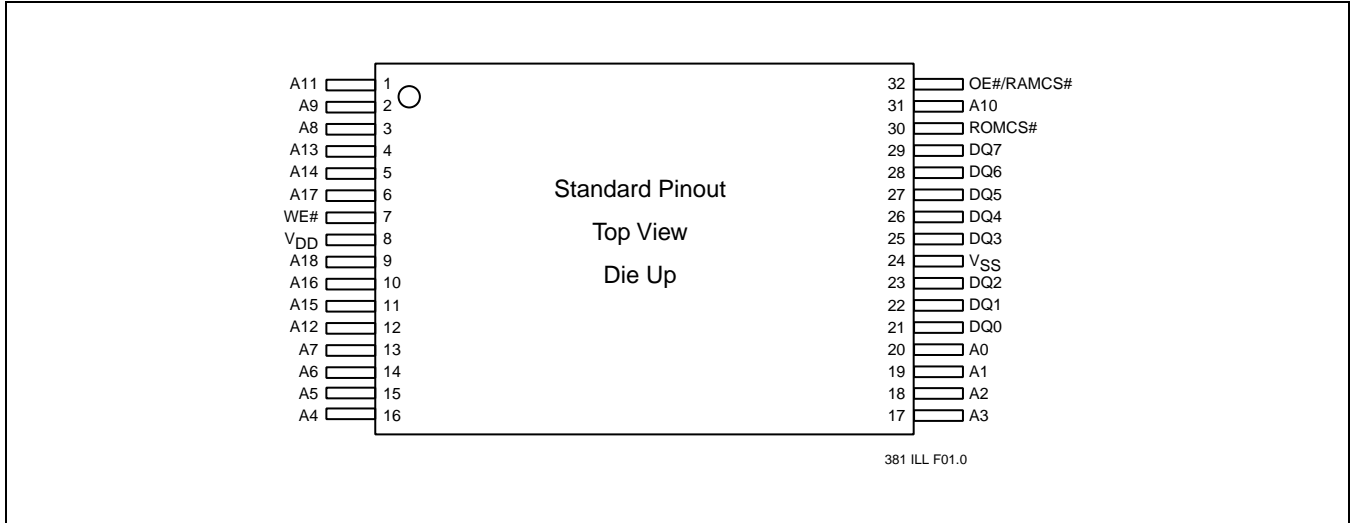 A11 1 32 OE#/RAMCS#
A9 2 31 A10
A8 3 30 ROMCS#
A13 4 29 DQ7
A14 5 28 DQ6
A17 6 27 DQ5
WE# 7 26 DQ4
VDD 8 25 DQ3
A18 9 24 VSS
A16 10 23 DQ2
A15 11 22 DQ1
A12 12 21 DQ0
A7 13 20 A0
A6 14 19 A1
A5 15 18 A2
A4 16 17 A3
Standard Pinout
Top View
Die Up
381 ILL F01.0